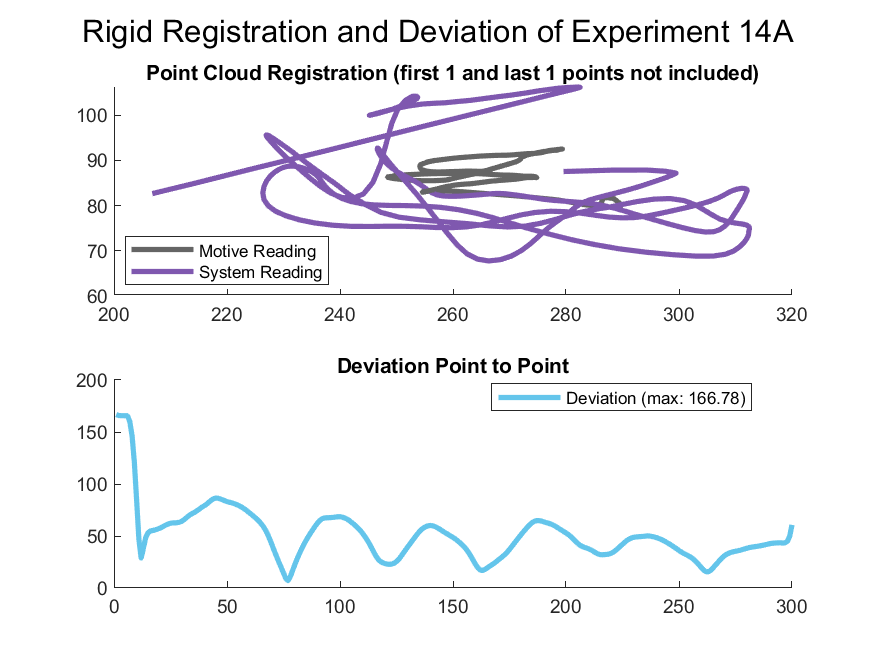 Rigid Registration and Deviation of Experiment 14A
Point Cloud Registration (first 1 and last 1 points not included)
100
90
80
70
60
Motive Reading
System Reading
200 220 240 260 280 300 320
Deviation Point to Point
200
150
100
50
0
Deviation (max: 166.78)
0 50 100 150 200 250 300